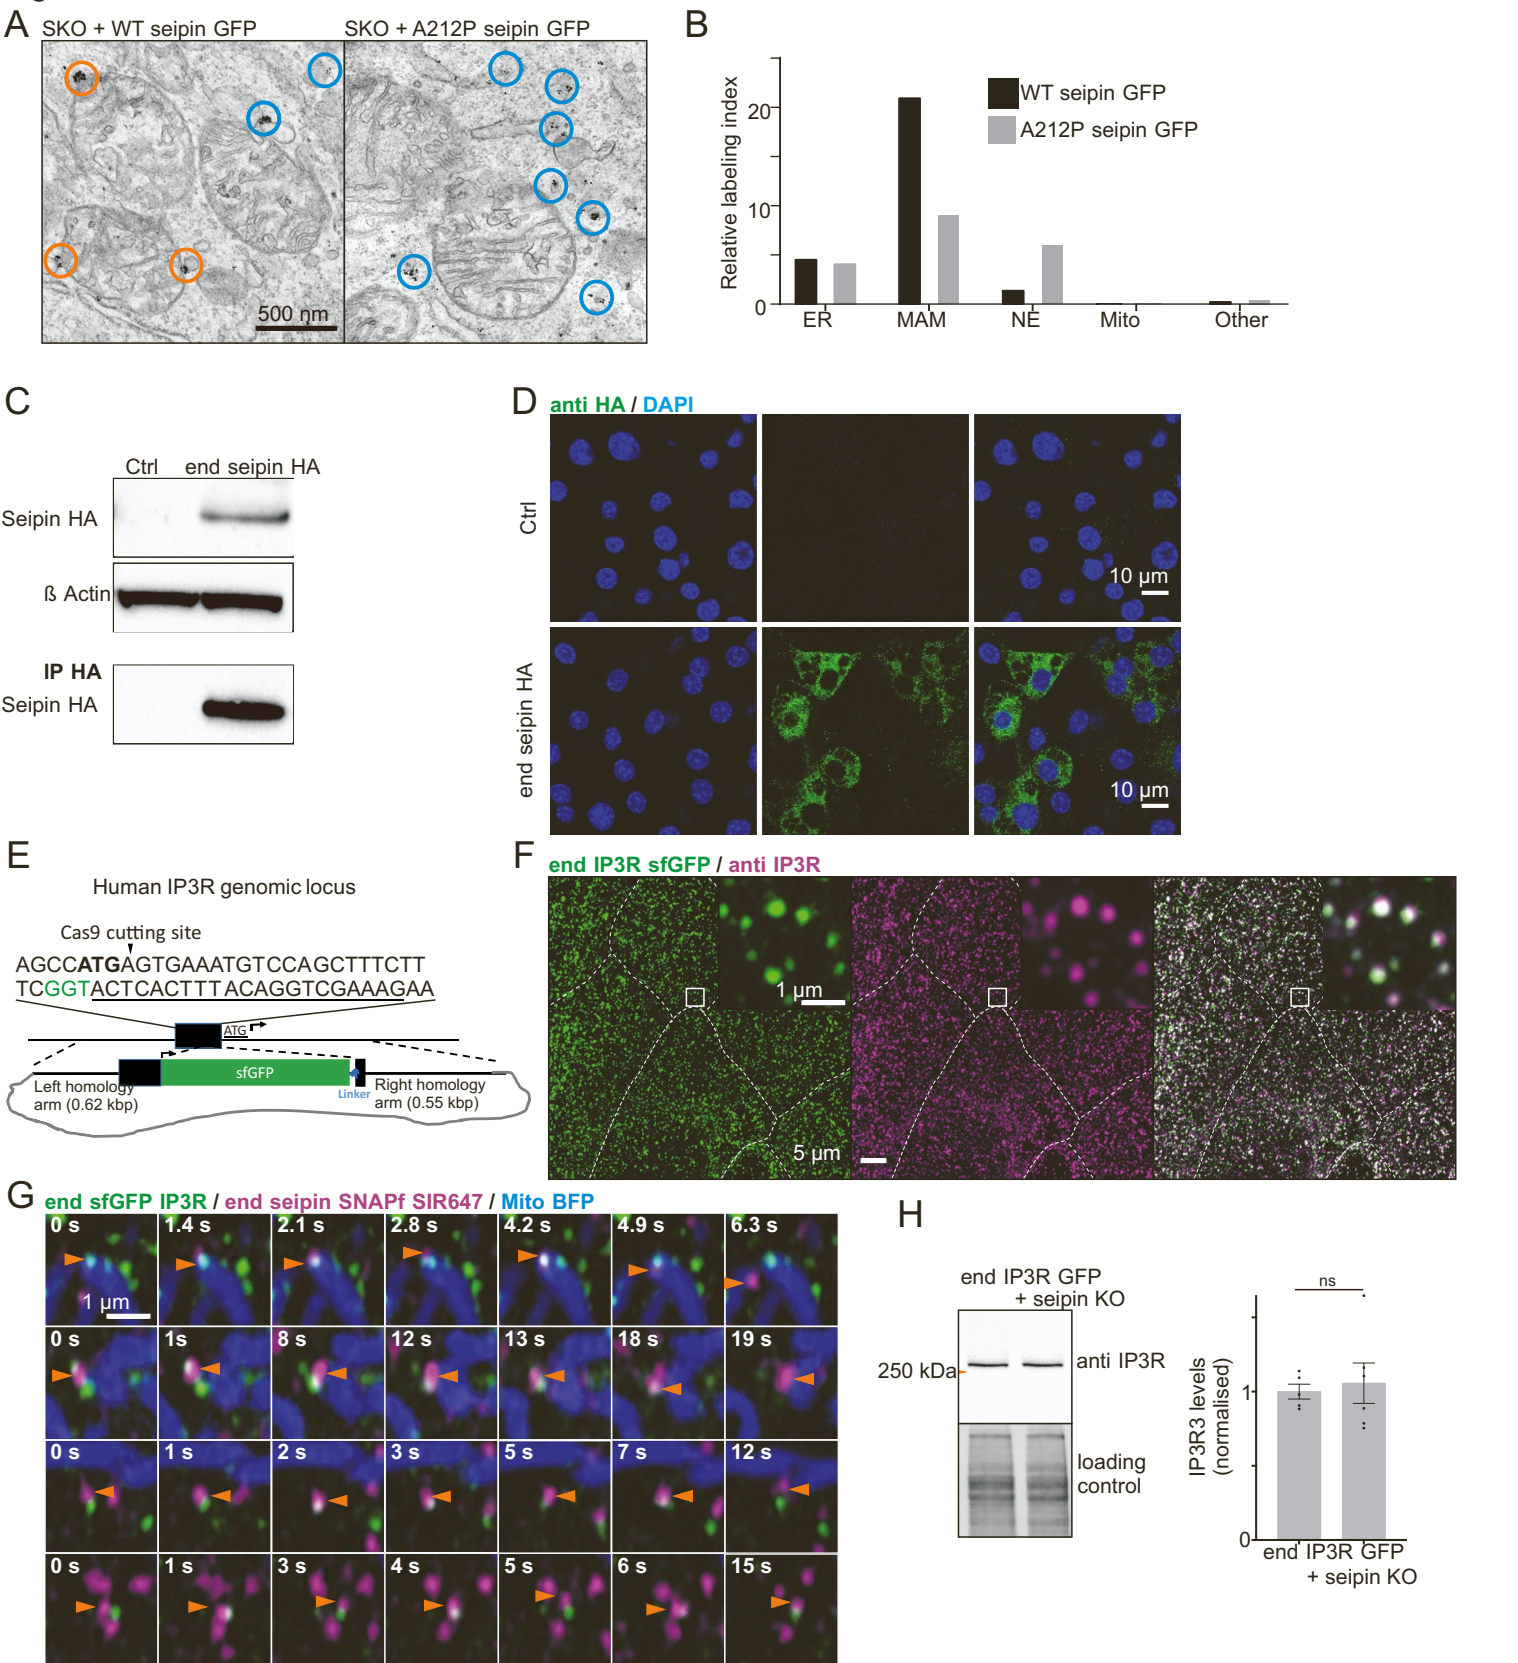 A
SKO + WT seipin GFP
SKO + A212P seipin GFP
500 nm
B
Relative labeling index
20
10
0
WT seipin GFP
A212P seipin GFP
ER
MAM
NE
Mito
Other
C
Ctrl
end seipin HA
Seipin HA
ß Actin
IP HA
Seipin HA
D
anti HA / DAPI
Ctrl
10 µm
end seipin HA
10 µm
E
Human IP3R genomic locus
Cas9 cutting site
AGCCATGAGTGAAATGTCCAGCTTTCTT
TCGGTACTCACTTTACAGGTCGAAAGAA
ATG
sfGFP
Linker
Left homology
arm (0.62 kbp)
Right homology
arm (0.55 kbp)
F
end IP3R sfGFP / anti IP3R
1 µm
5 µm
G
end sfGFP IP3R / end seipin SNAPf SIR647 / Mito BFP
0 s
1.4 s
2.1 s
2.8 s
4.2 s
4.9 s
6.3 s
1 µm
0 s
1s
8 s
12 s
13 s
18 s
19 s
0 s
1 s
2 s
3 s
5 s
7 s
12 s
0 s
1 s
3 s
4 s
5 s
6 s
15 s
H
end IP3R GFP
+ seipin KO
250 kDa
anti IP3R
loading
control
IP3R3 levels
(normalised)
ns
1
0
end IP3R GFP
+ seipin KO